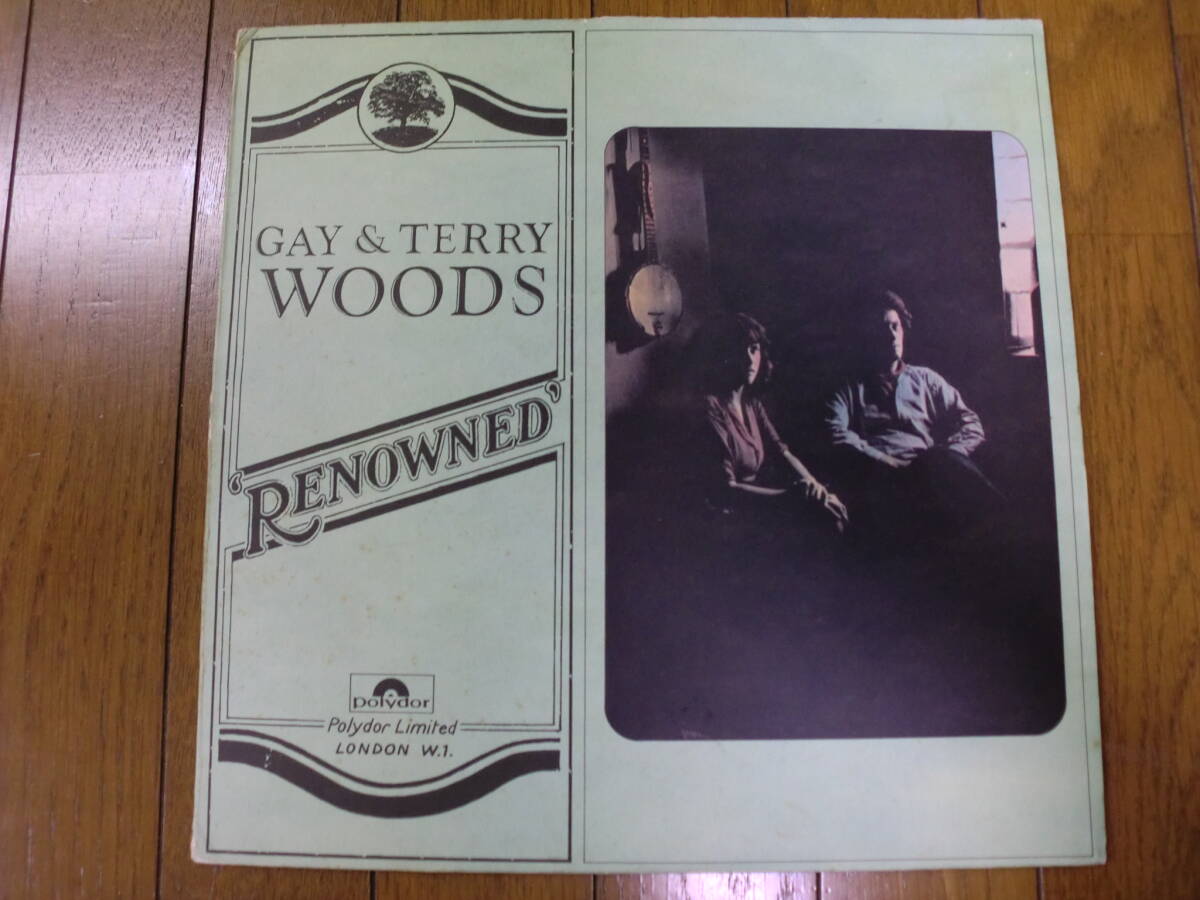 GAY & TERRY
WOODS
‘RENOWNED’
polydor
Polydor Limited
LONDON W.1.